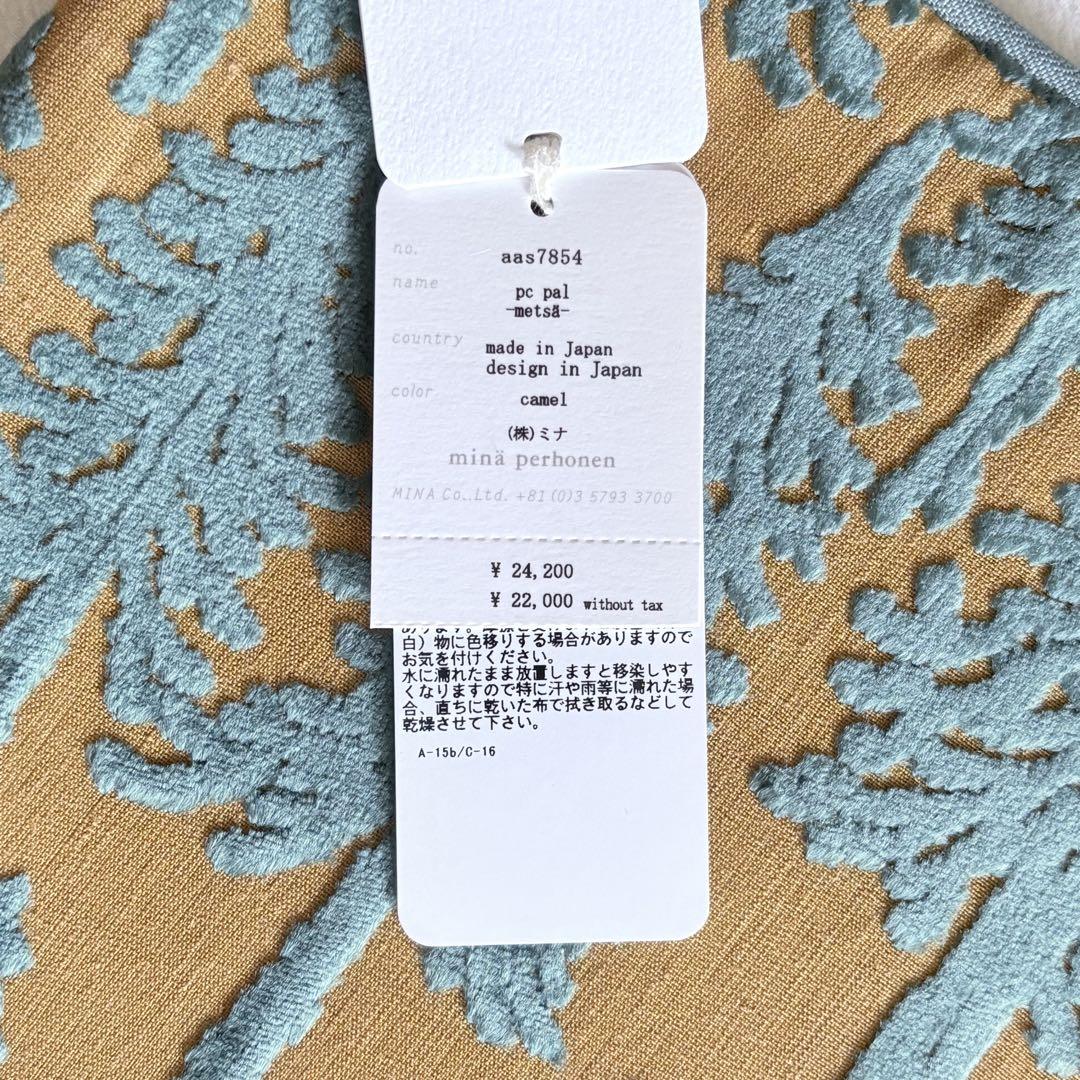 no. aas7854
name pc pal
-metsä-
country made in Japan
design in Japan
color camel
(株)ミナ
minä perhonen
MINA Co.,Ltd. +81(0)3 5793 3700
¥ 24,200
¥ 22,000 without tax
白）物に色移りする場合がありますので
お気を付けください。
水に濡れたまま放置しますと移染しやす
くなりますので特に汗や雨等に濡れた場
合、直ちに乾いた布で拭き取るなどして
乾燥させて下さい。
A-15b/C-16